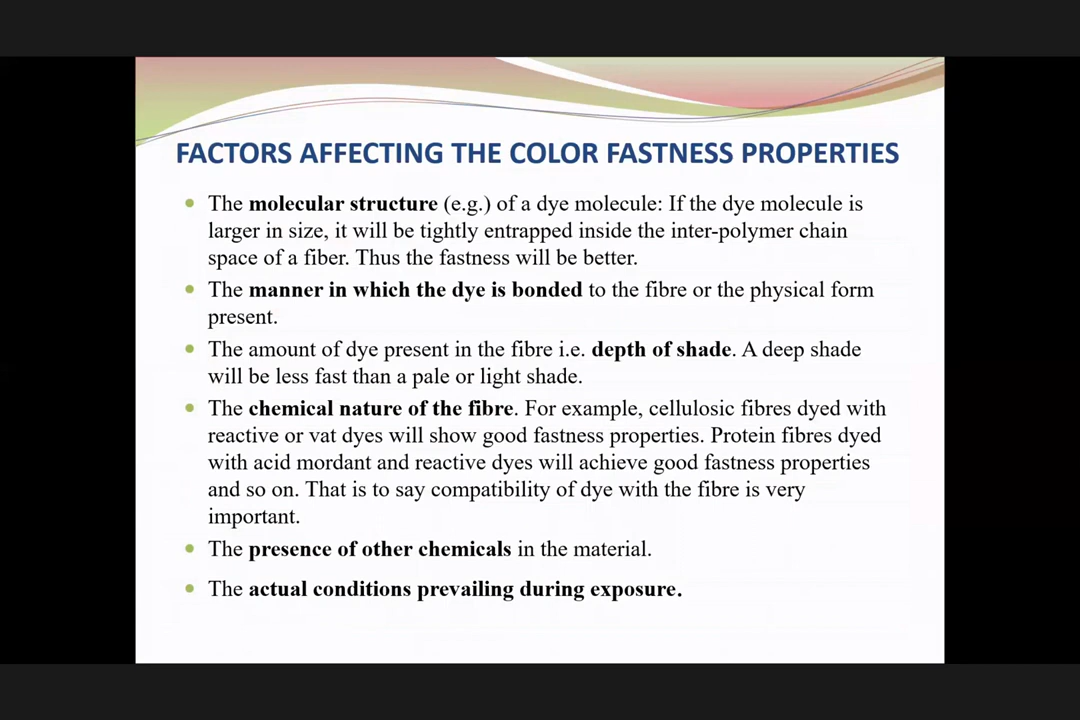 FACTORS AFFECTING THE COLOR FASTNESS PROPERTIES
The molecular structure (e.g.) of a dye molecule: If the dye molecule is
larger in size, it will be tightly entrapped inside the inter-polymer chain
space of a fiber. Thus the fastness will be better.
The manner in which the dye is bonded to the fibre or the physical form
present.
The amount of dye present in the fibre i.e. depth of shade. A deep shade
will be less fast than a pale or light shade.
The chemical nature of the fibre. For example, cellulosic fibres dyed with
reactive or vat dyes will show good fastness properties. Protein fibres dyed
with acid mordant and reactive dyes will achieve good fastness properties
and so on. That is to say compatibility of dye with the fibre is very
important.
The presence of other chemicals in the material.
The actual conditions prevailing during exposure.